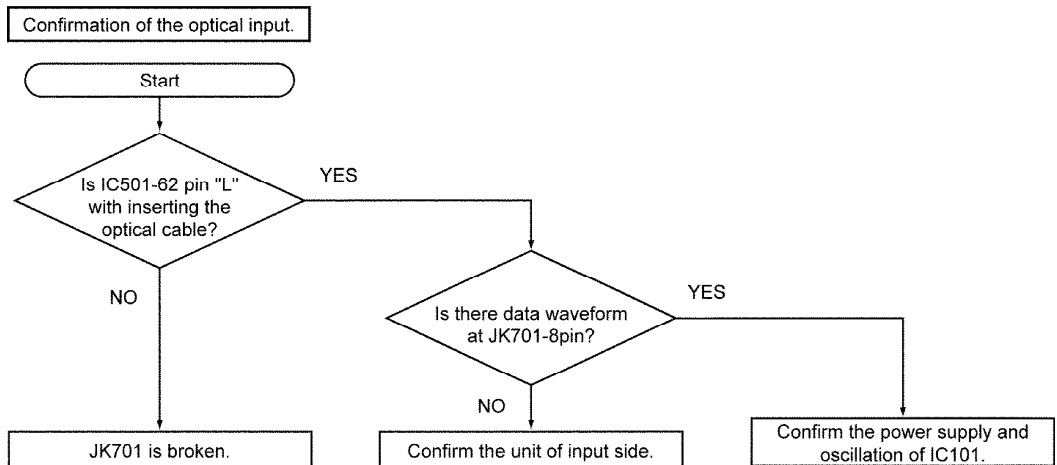 Confirmation of the optical input.
Start
Is IC501-62 pin "L"
with inserting the
optical cable?
YES
NO
Is there data waveform
at JK701-8pin?
YES
NO
JK701 is broken.
Confirm the unit of input side.
Confirm the power supply and
oscillation of IC101.